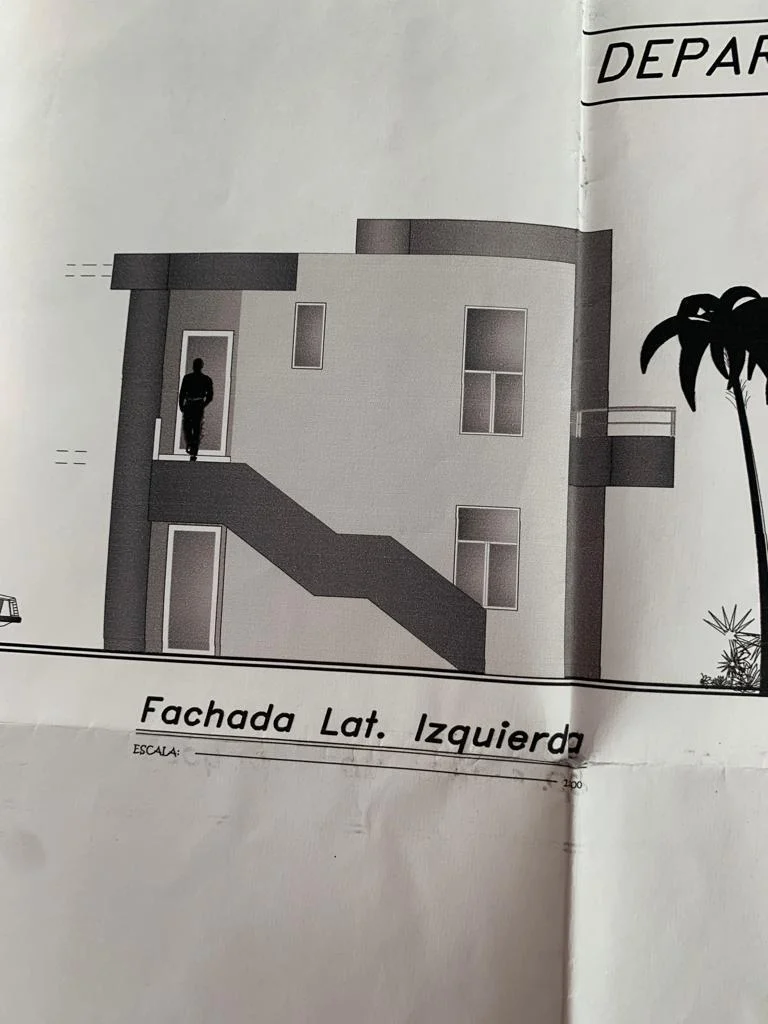 DEPAR
Fachada Lat. Izquierda
ESCALA: